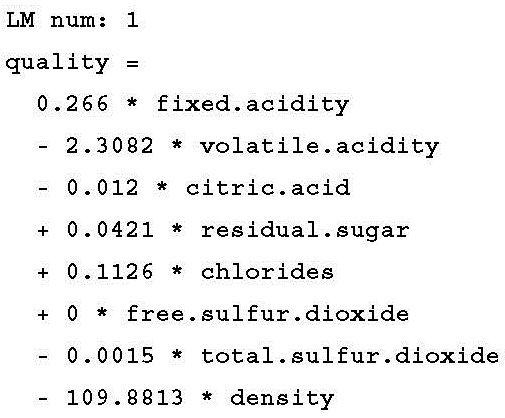 LM num: 1
quality =
0.266 * fixed.acidity
- 2.3082 * volatile.acidity
- 0.012 * citric.acid
+ 0.0421 * residual.sugar
+ 0.1126 * chlorides
+ 0 * free.sulfur.dioxide
- 0.0015 * total.sulfur.dioxide
- 109.8813 * density